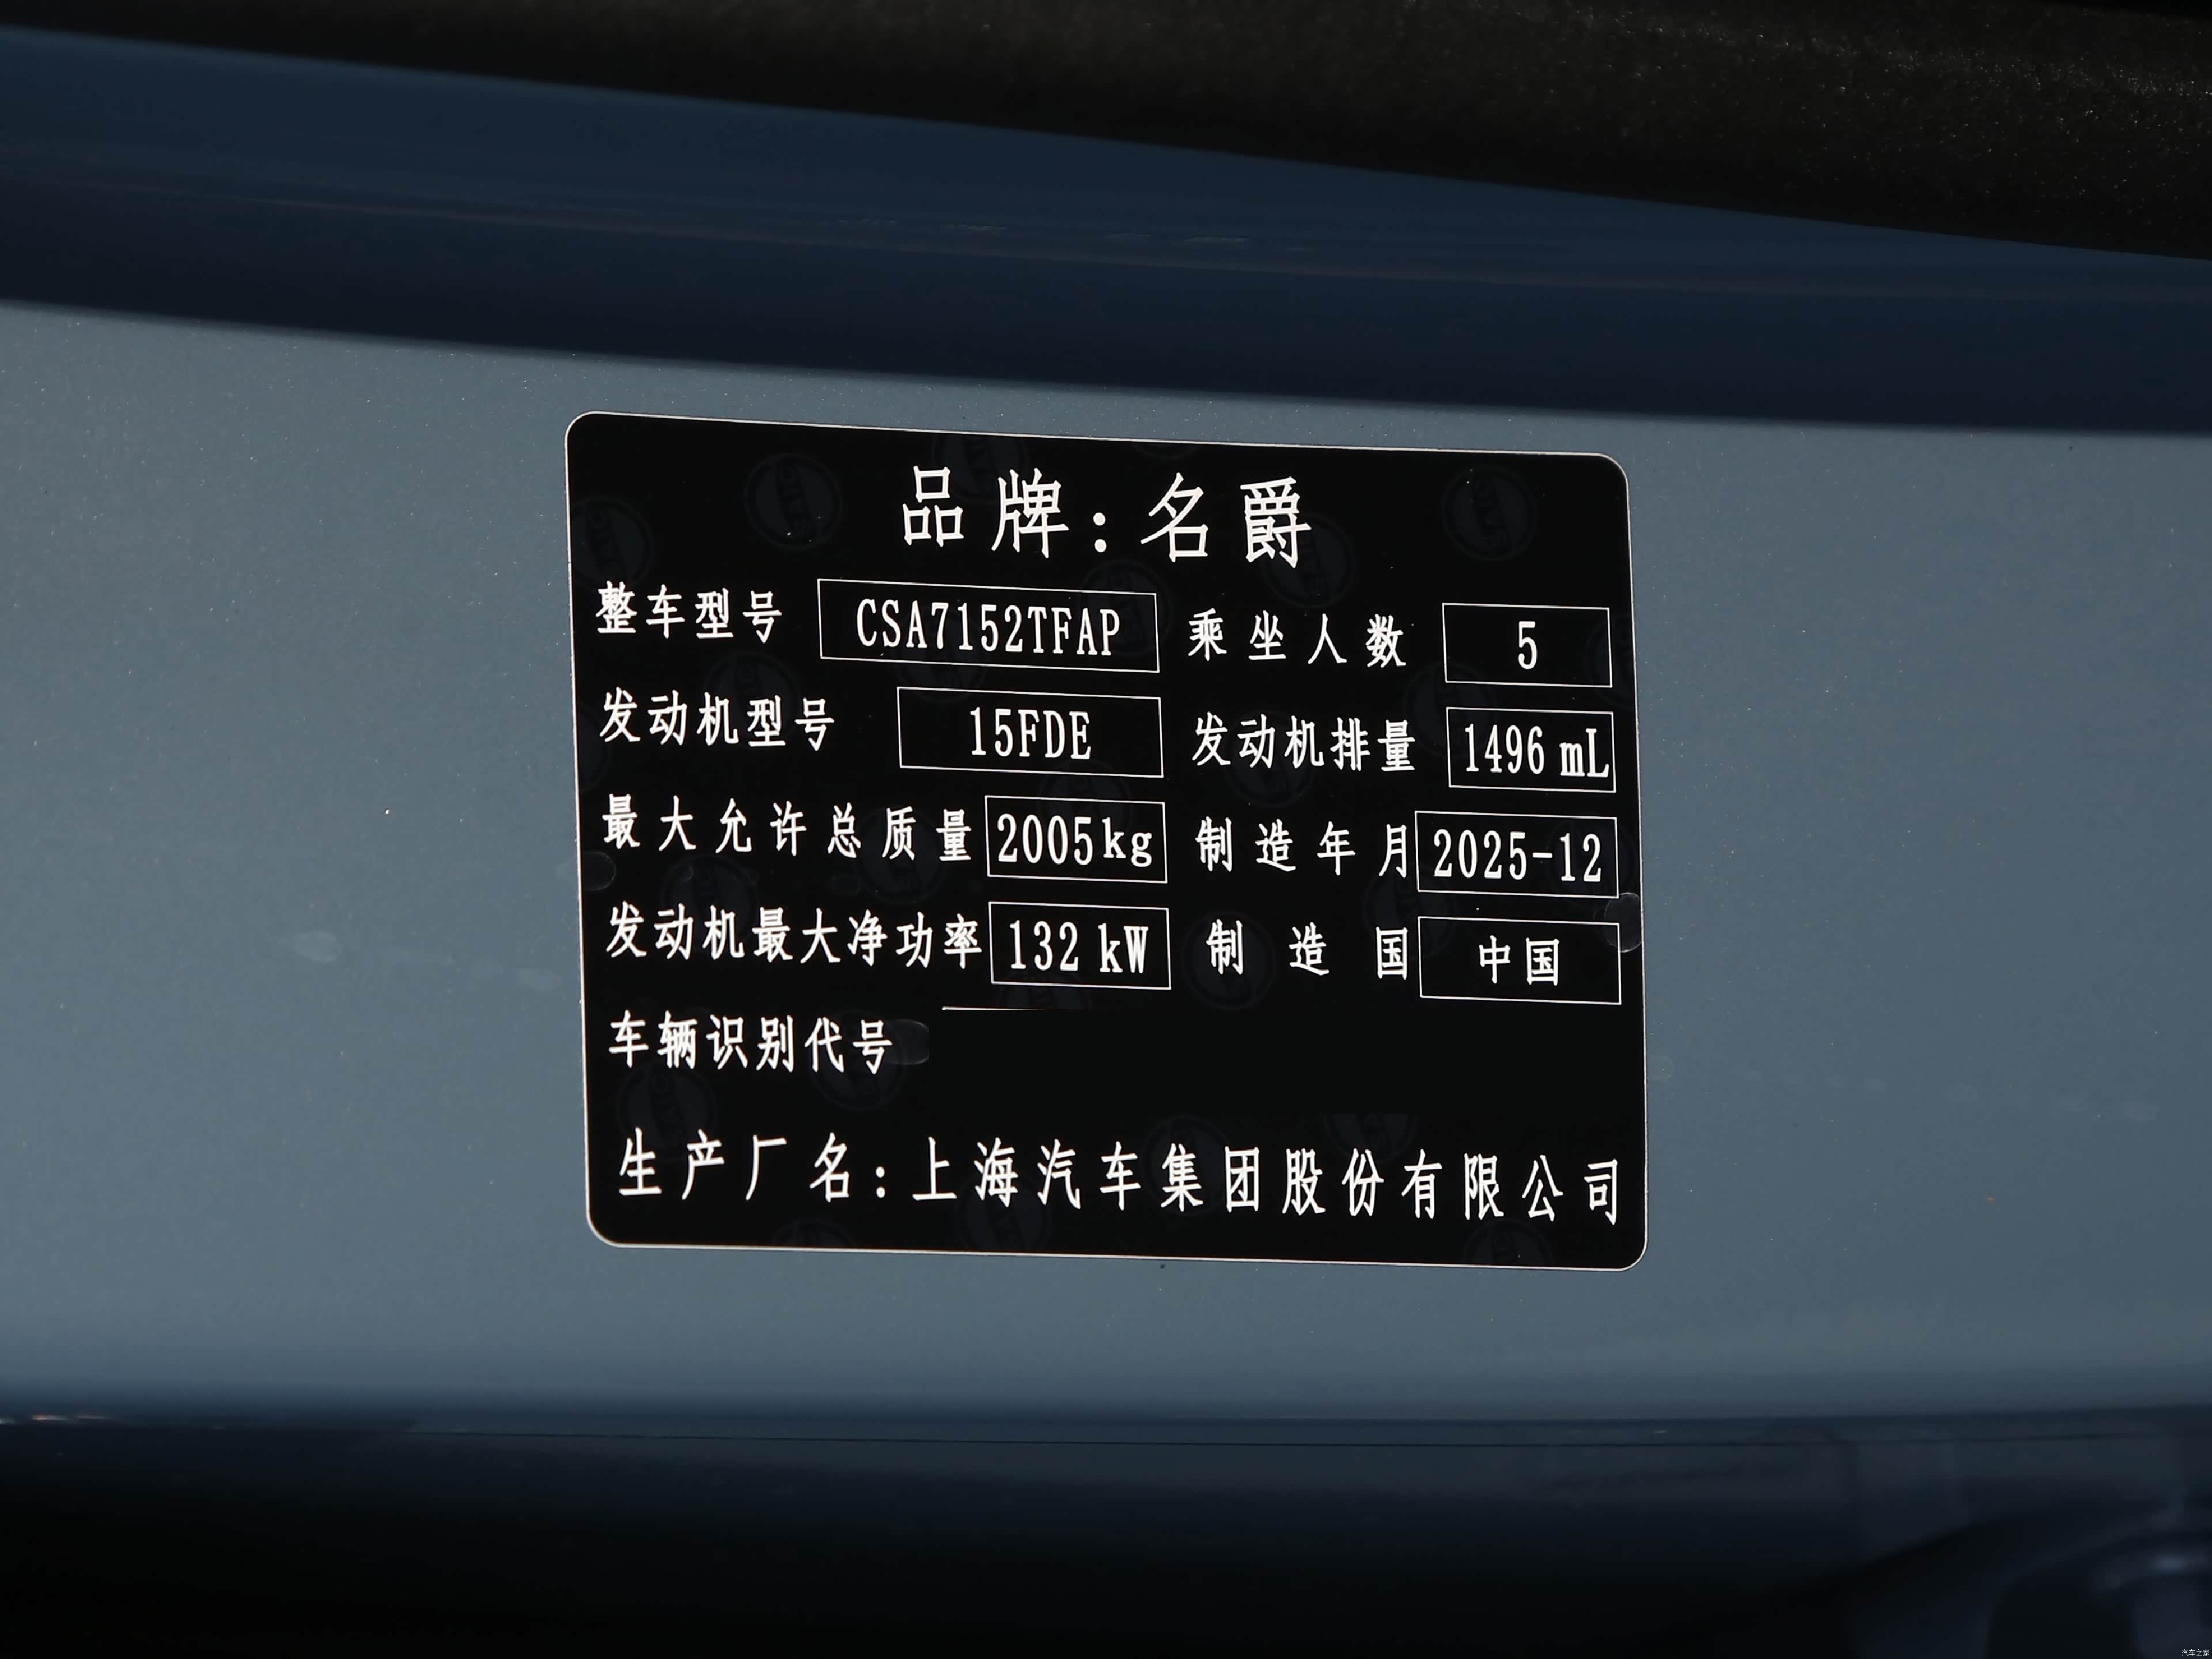 品牌：名爵
整车型号 CSA7152TFAP 乘坐人数 5
发动机型号 15FDE 发动机排量 1496 mL
最大允许总质量 2005kg 制造年月 2025-12
发动机最大净功率 132 kW 制造国 中国
车辆识别代号
生产厂名：上海汽车集团股份有限公司
汽车之家